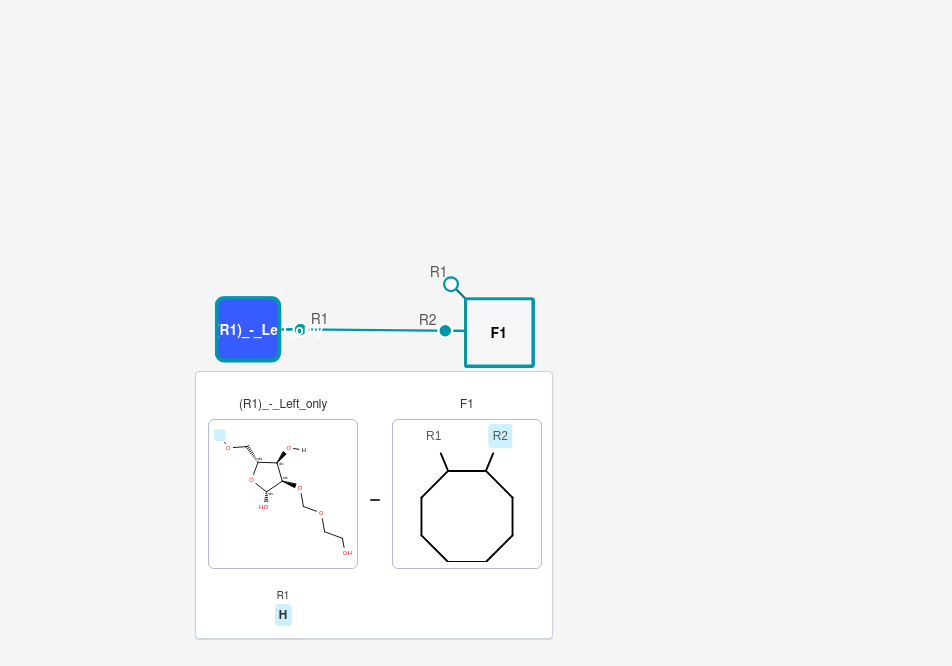 R1
R1
R2
(R1)_-_Left_only
F1
(R1)_-_Left_only
F1
O
O
H
O
O
HO
O
OH
R1
R2
R1
H